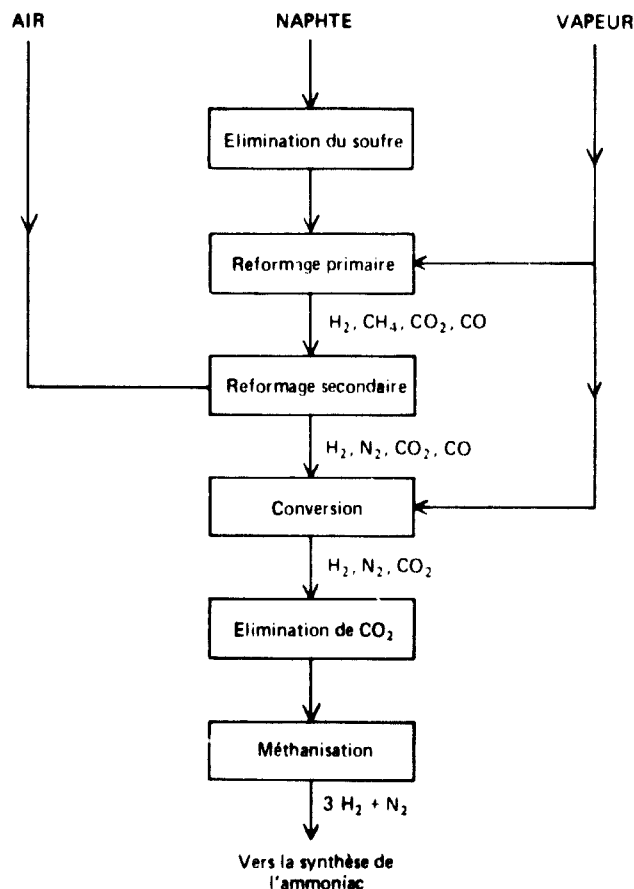 AIR
NAPHTE
VAPEUR
Elimination du soufre
Reformage primaire
H₂, CH₄, CO₂, CO
Reformage secondaire
H₂, N₂, CO₂, CO
Conversion
H₂, N₂, CO₂
Elimination de CO₂
Méthanisation
3 H₂ + N₂
Vers la synthèse de
l'ammoniac